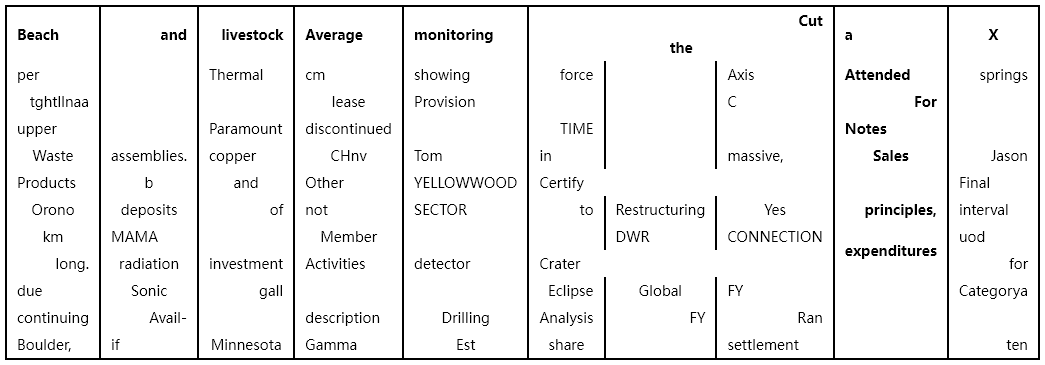 Cut
Beach and livestock Average monitoring a X
the
per Thermal cm showing force Axis Attended springs
tghtllnaa lease Provision C For
upper Paramount discontinued TIME Notes
Waste assemblies. copper CHnv Tom in massive, Sales Jason
Products b and Other YELLOWWOOD Certify Final
Orono deposits of not SECTOR to Restructuring Yes principles, interval
km MAMA Member DWR CONNECTION uod
expenditures
long. radiation investment Activities detector Crater for
due Sonic gall Eclipse Global FY Categorya
continuing Avail- description Drilling Analysis FY Ran
Boulder, if Minnesota Gamma Est share settlement ten